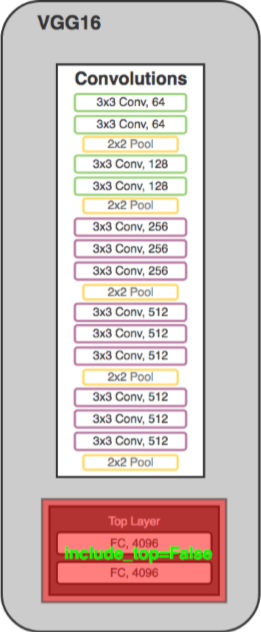 VGG16
Convolutions
3x3 Conv, 64
3x3 Conv, 64
2x2 Pool
3x3 Conv, 128
3x3 Conv, 128
2x2 Pool
3x3 Conv, 256
3x3 Conv, 256
3x3 Conv, 256
2x2 Pool
3x3 Conv, 512
3x3 Conv, 512
3x3 Conv, 512
2x2 Pool
3x3 Conv, 512
3x3 Conv, 512
3x3 Conv, 512
2x2 Pool
Top Layer
FC, 4096
include_top=False
FC, 4096